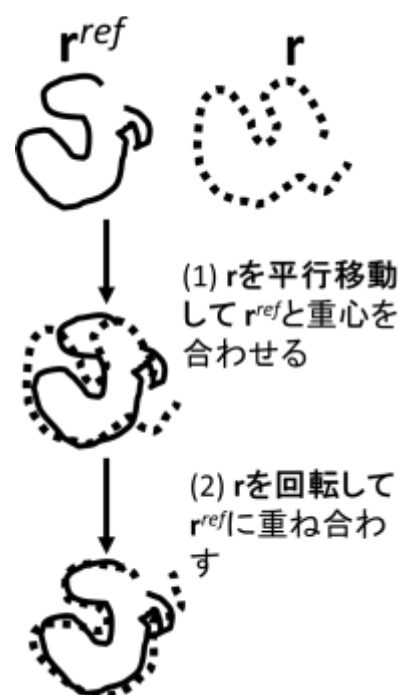 r^ref r
(1) rを平行移動
して r^refと重心を
合わせる
(2) rを回転して
r^refに重ね合わ
す